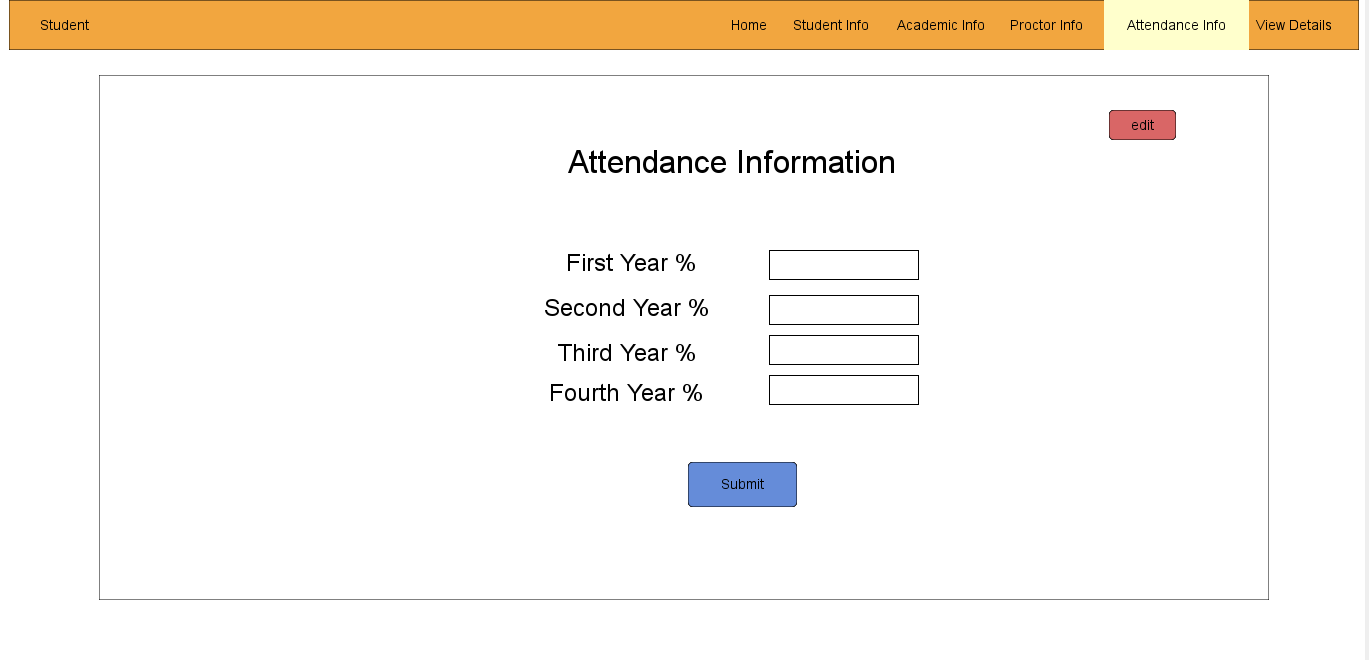 Student Home Student Info Academic Info Proctor Info Attendance Info View Details
edit
Attendance Information
First Year %
Second Year %
Third Year %
Fourth Year %
Submit